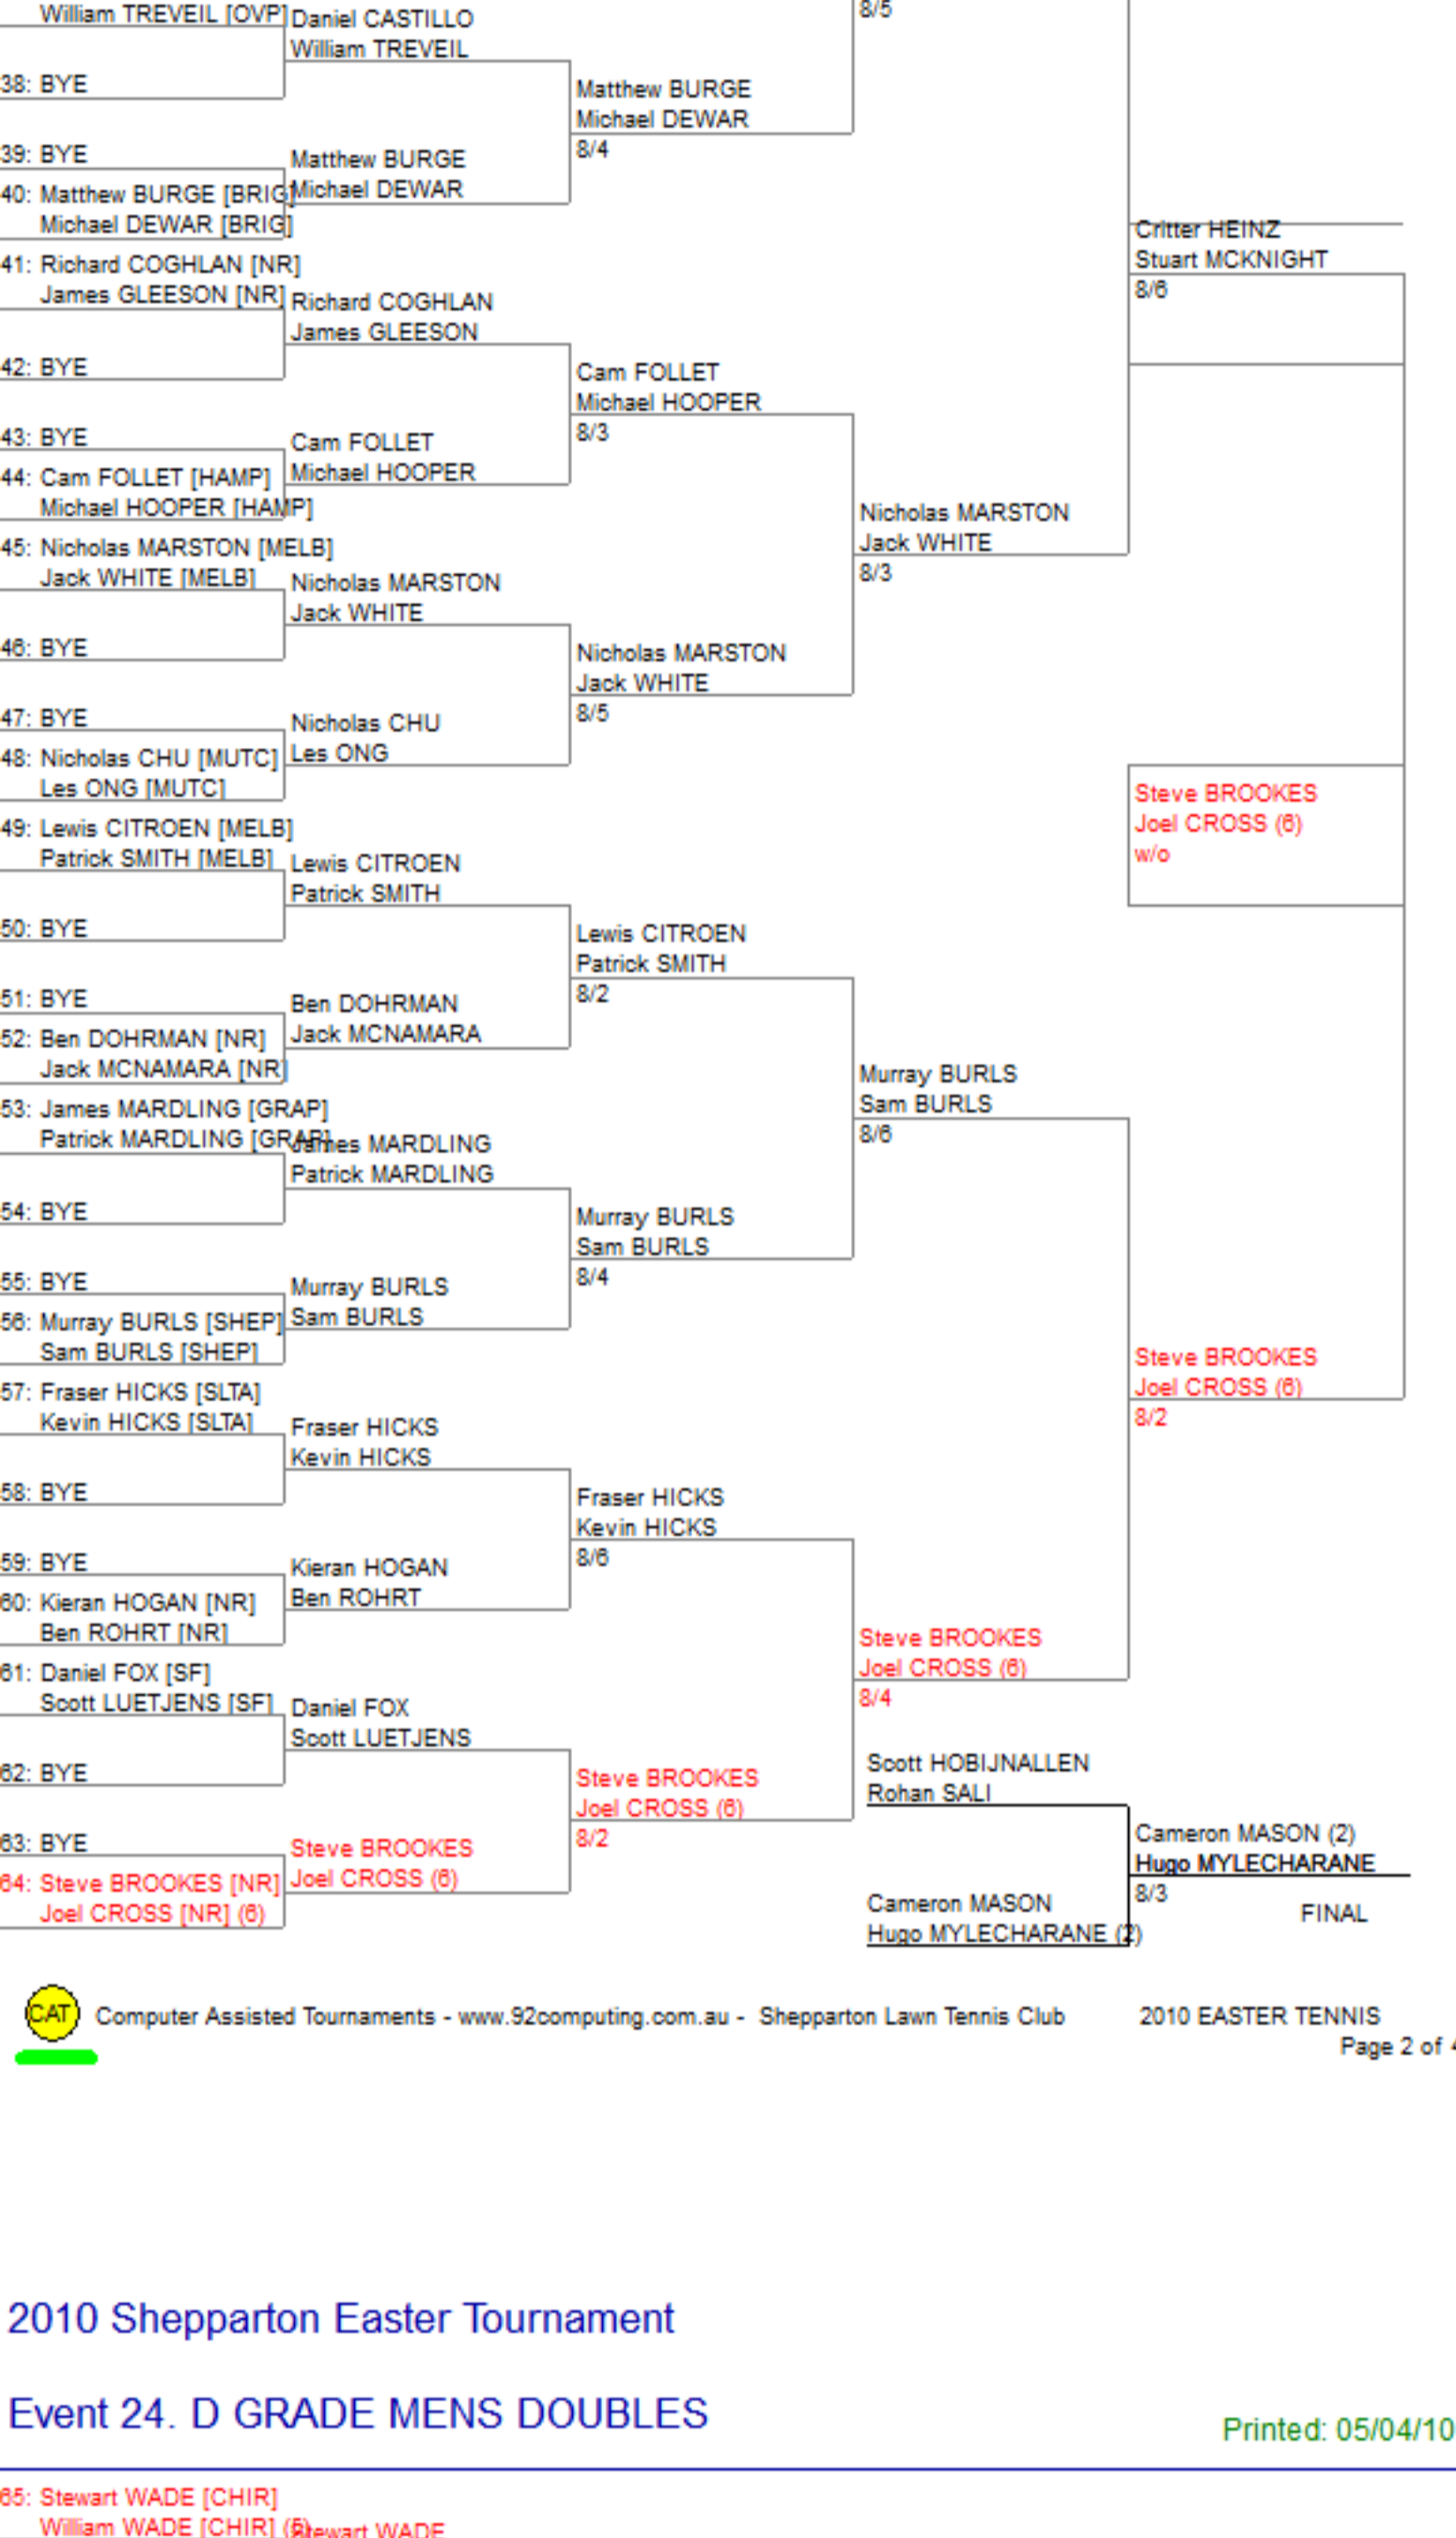 William TREVEIL [OVP]
Daniel CASTILLO
William TREVEIL
8/5
38: BYE
Matthew BURGE
Michael DEWAR
8/4
39: BYE
Matthew BURGE
Michael DEWAR
40: Matthew BURGE [BRIG]
Michael DEWAR [BRIG]
Critter HEINZ
Stuart MCKNIGHT
8/6
41: Richard COGHLAN [NR]
James GLEESON [NR]
Richard COGHLAN
James GLEESON
42: BYE
Cam FOLLET
Michael HOOPER
8/3
43: BYE
Cam FOLLET
Michael HOOPER
44: Cam FOLLET [HAMP]
Michael HOOPER [HAMP]
Nicholas MARSTON
Jack WHITE
8/3
45: Nicholas MARSTON [MELB]
Jack WHITE [MELB]
Nicholas MARSTON
Jack WHITE
46: BYE
Nicholas MARSTON
Jack WHITE
8/5
47: BYE
Nicholas CHU
Les ONG
48: Nicholas CHU [MUTC]
Les ONG [MUTC]
Steve BROOKES
Joel CROSS (6)
w/o
49: Lewis CITROEN [MELB]
Patrick SMITH [MELB]
Lewis CITROEN
Patrick SMITH
50: BYE
Lewis CITROEN
Patrick SMITH
8/2
51: BYE
Ben DOHRMAN
Jack MCNAMARA
52: Ben DOHRMAN [NR]
Jack MCNAMARA [NR]
Murray BURLS
Sam BURLS
8/6
53: James MARDLING [GRAP]
Patrick MARDLING [GRAP]
James MARDLING
Patrick MARDLING
54: BYE
Murray BURLS
Sam BURLS
8/4
55: BYE
Murray BURLS
Sam BURLS
56: Murray BURLS [SHEP]
Sam BURLS [SHEP]
Steve BROOKES
Joel CROSS (6)
8/2
57: Fraser HICKS [SLTA]
Kevin HICKS [SLTA]
Fraser HICKS
Kevin HICKS
58: BYE
Fraser HICKS
Kevin HICKS
8/6
59: BYE
Kieran HOGAN
Ben ROHRT
60: Kieran HOGAN [NR]
Ben ROHRT [NR]
Steve BROOKES
Joel CROSS (6)
8/4
61: Daniel FOX [SF]
Scott LUETJENS [SF]
Daniel FOX
Scott LUETJENS
62: BYE
Steve BROOKES
Joel CROSS (6)
8/2
63: BYE
Steve BROOKES
Joel CROSS (6)
64: Steve BROOKES [NR]
Joel CROSS [NR] (6)
Scott HOBIJNALLEN
Rohan SALI
Cameron MASON (2)
Hugo MYLECHARANE
8/3
FINAL
Cameron MASON
Hugo MYLECHARANE (2)
CAT
Computer Assisted Tournaments - www.92computing.com.au - Shepparton Lawn Tennis Club
2010 EASTER TENNIS
Page 2 of 4
2010 Shepparton Easter Tournament
Event 24. D GRADE MENS DOUBLES
Printed: 05/04/10
65: Stewart WADE [CHIR]
William WADE [CHIR] (5)
Stewart WADE